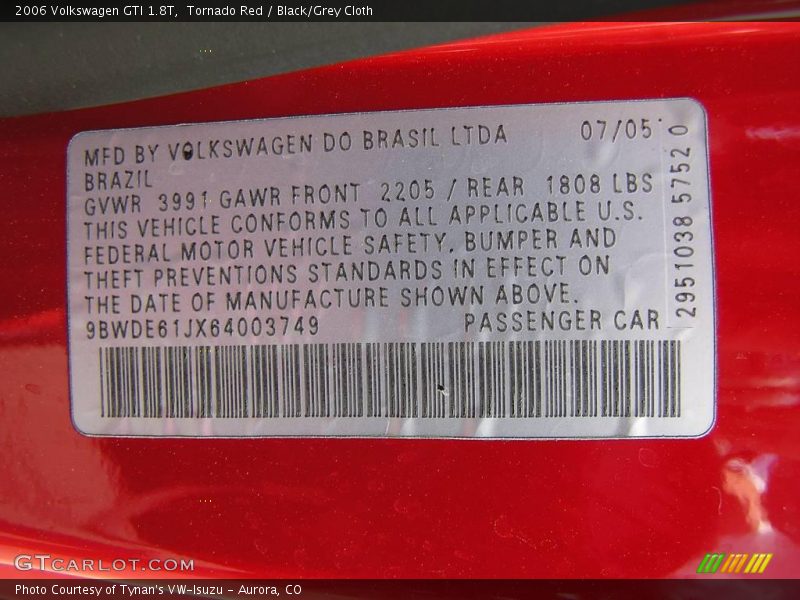 2006 Volkswagen GTI 1.8T, Tornado Red / Black/Grey Cloth
MFD BY VOLKSWAGEN DO BRASIL LTDA 07/05
BRAZIL
GVWR 3991 GAWR FRONT 2205 / REAR 1808 LBS
THIS VEHICLE CONFORMS TO ALL APPLICABLE U.S.
FEDERAL MOTOR VEHICLE SAFETY, BUMPER AND
THEFT PREVENTIONS STANDARDS IN EFFECT ON
THE DATE OF MANUFACTURE SHOWN ABOVE.
9BWDE61JX64003749 PASSENGER CAR
2951038 5752 0
GTCARLOT.COM
Photo Courtesy of Tynan's VW-Isuzu - Aurora, CO